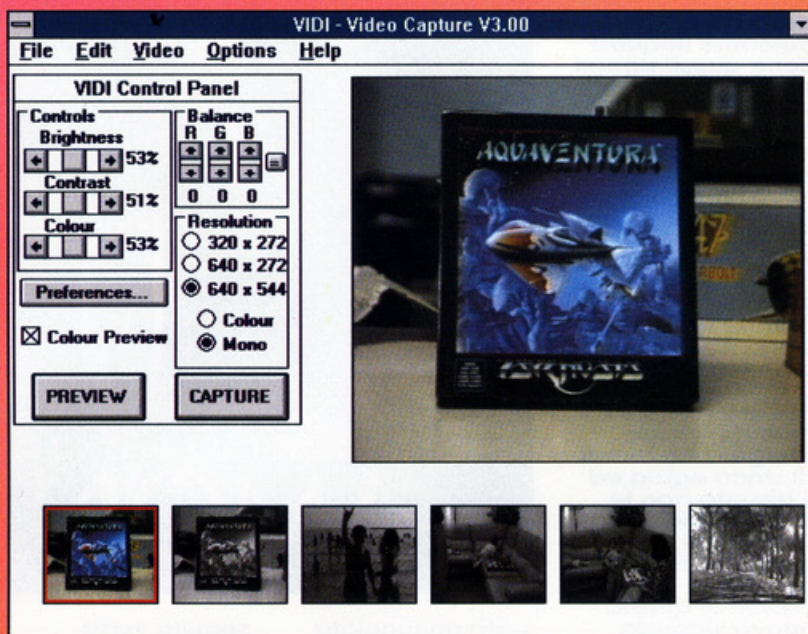 VIDI - Video Capture V3.00
File Edit Video Options Help
VIDI Control Panel
Controls
Brightness
53%
Contrast
51%
Colour
53%
Balance
R G B
=
0 0 0
Resolution
320 x 272
640 x 272
640 x 544
Colour
Mono
Preferences...
Colour Preview
PREVIEW
CAPTURE
AQUAVENTURA
47
PSYGNOSIS